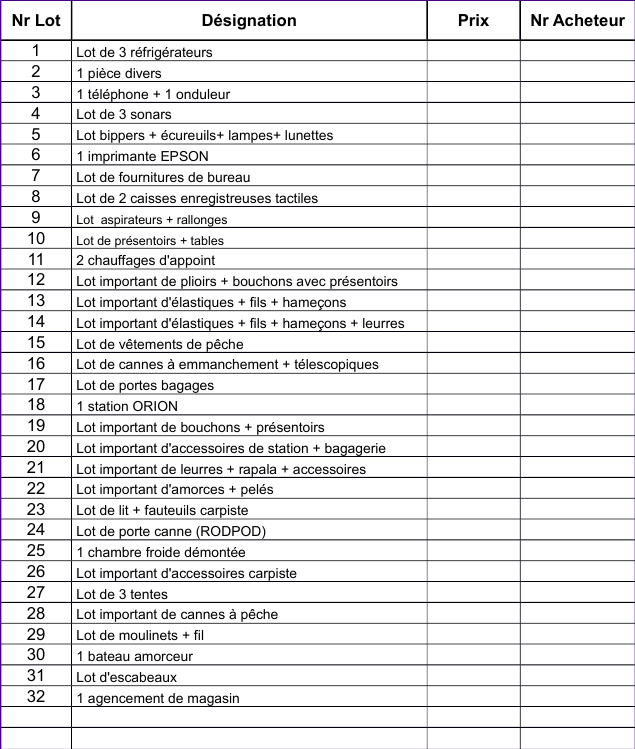 Nr Lot Désignation Prix Nr Acheteur
1 Lot de 3 réfrigérateurs
2 1 pièce divers
3 1 téléphone + 1 onduleur
4 Lot de 3 sonars
5 Lot bippers + écureuils+ lampes+ lunettes
6 1 imprimante EPSON
7 Lot de fournitures de bureau
8 Lot de 2 caisses enregistreuses tactiles
9 Lot aspirateurs + rallonges
10 Lot de présentoirs + tables
11 2 chauffages d'appoint
12 Lot important de plioirs + bouchons avec présentoirs
13 Lot important d'élastiques + fils + hameçons
14 Lot important d'élastiques + fils + hameçons + leurres
15 Lot de vêtements de pêche
16 Lot de cannes à emmanchement + télescopiques
17 Lot de portes bagages
18 1 station ORION
19 Lot important de bouchons + présentoirs
20 Lot important d'accessoires de station + bagagerie
21 Lot important de leurres + rapala + accessoires
22 Lot important d'amorces + pelés
23 Lot de lit + fauteuils carpiste
24 Lot de porte canne (RODPOD)
25 1 chambre froide démontée
26 Lot important d'accessoires carpiste
27 Lot de 3 tentes
28 Lot important de cannes à pêche
29 Lot de moulinets + fil
30 1 bateau amorceur
31 Lot d'escabeaux
32 1 agencement de magasin